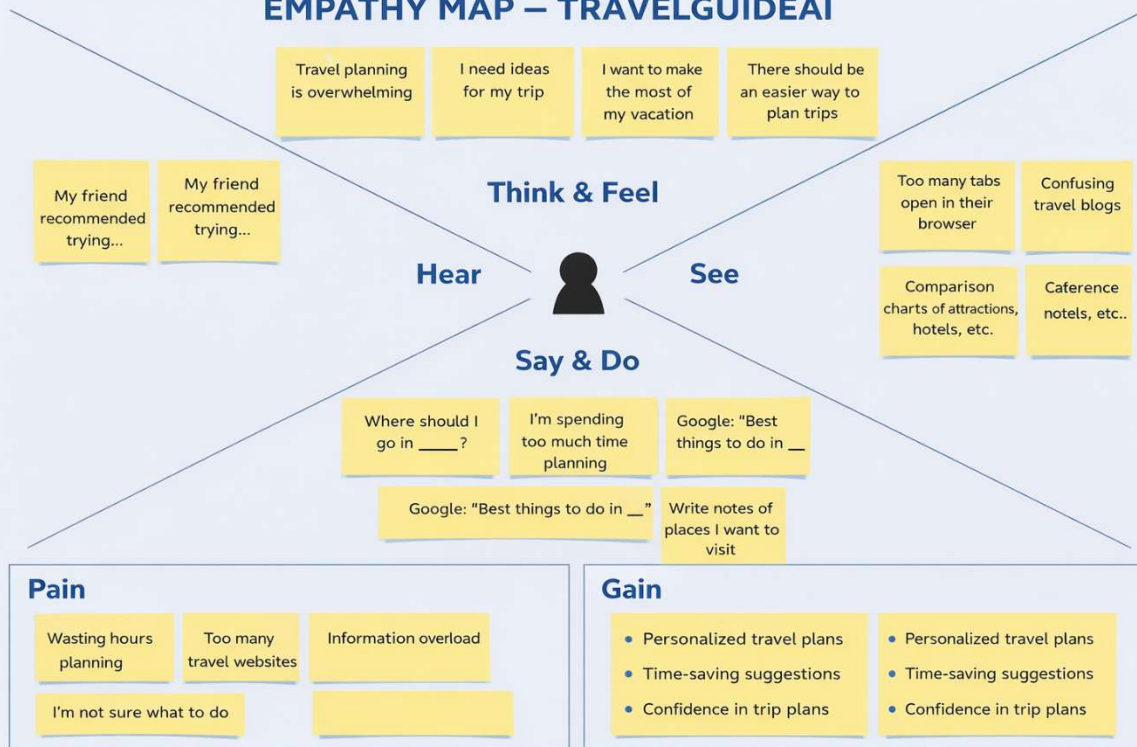 EMPATHY MAP – TRAVELGUIDEAI
Travel planning
is overwhelming
I need ideas
for my trip
I want to make
the most of
my vacation
There should be
an easier way to
plan trips
Think & Feel
My friend
recommended
trying...
My friend
recommended
trying...
Hear
See
Too many tabs
open in their
browser
Confusing
travel blogs
Comparison
charts of attractions,
hotels, etc.
Caference
notels, etc..
Say & Do
Where should I
go in ____?
I'm spending
too much time
planning
Google: "Best
things to do in __
Google: "Best things to do in __"
Write notes of
places I want to
visit
Pain
Wasting hours
planning
Too many
travel websites
Information overload
I'm not sure what to do
Gain
• Personalized travel plans
• Time-saving suggestions
• Confidence in trip plans
• Personalized travel plans
• Time-saving suggestions
• Confidence in trip plans